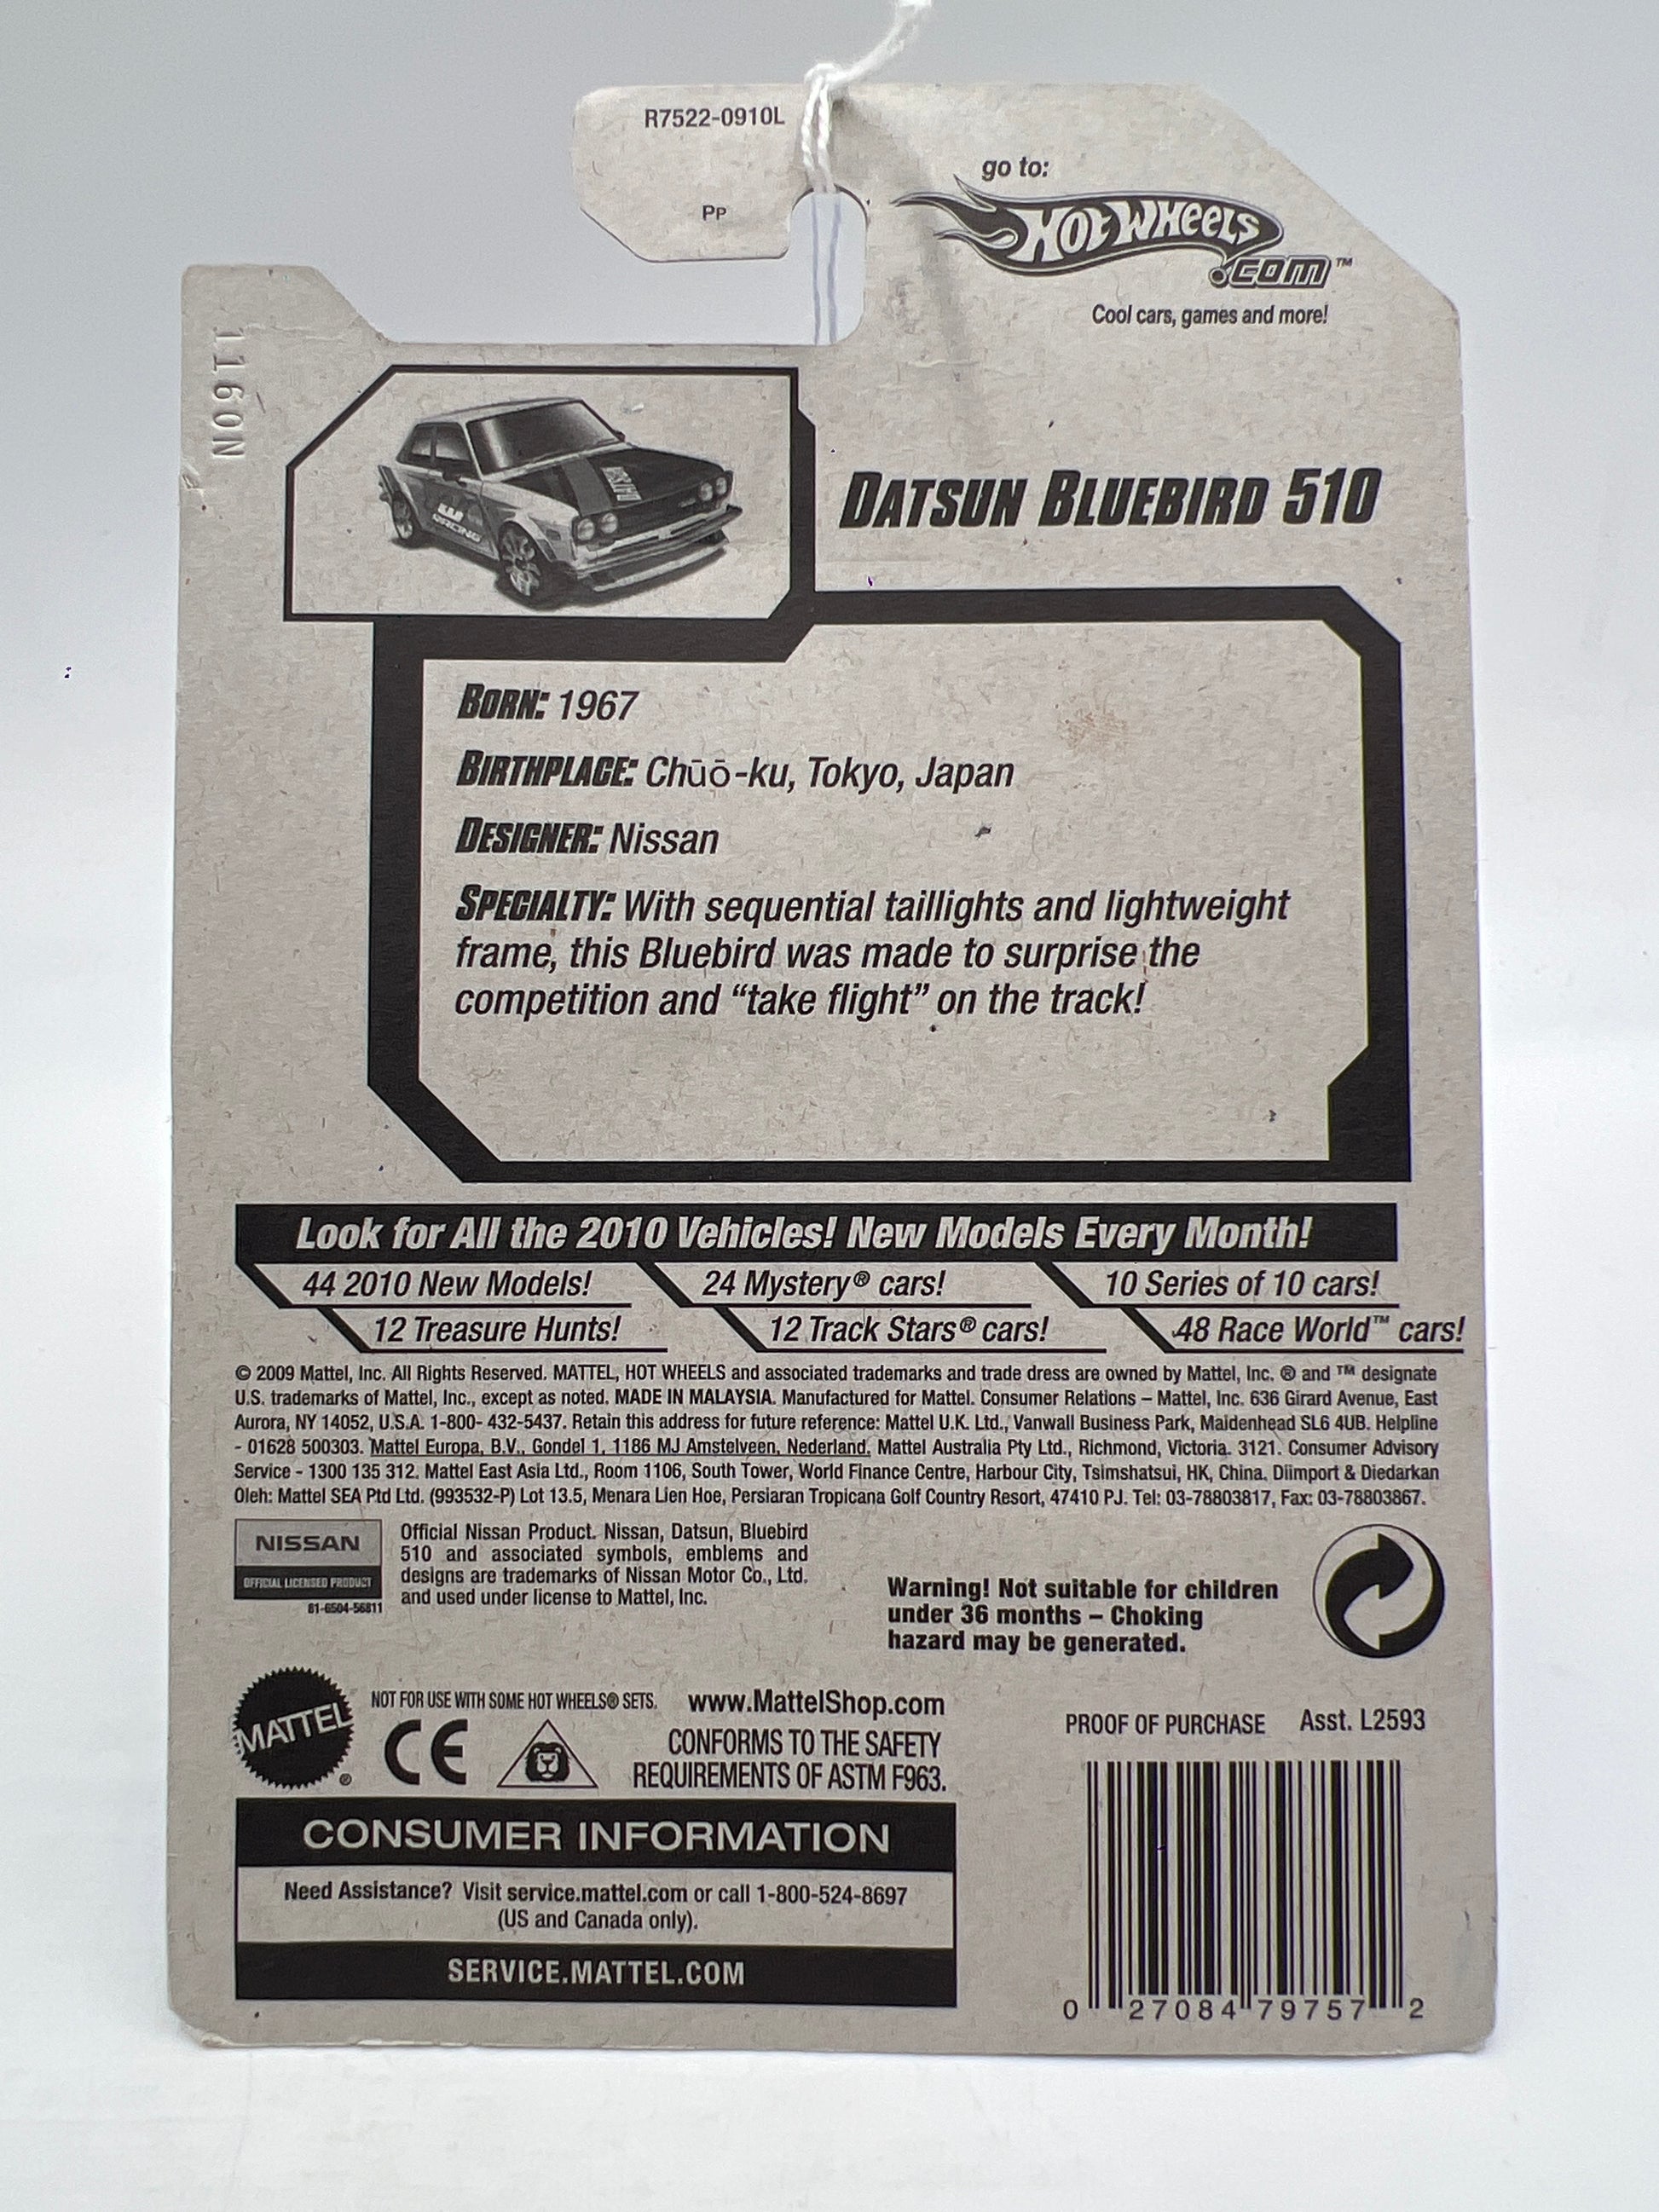 R7522-0910L
PP
go to:
HOT WHEELS
.COM™
Cool cars, games and more!
1160N
DATSUN BLUEBIRD 510
BORN: 1967
BIRTHPLACE: Chūō-ku, Tokyo, Japan
DESIGNER: Nissan
SPECIALTY: With sequential taillights and lightweight
frame, this Bluebird was made to surprise the
competition and “take flight” on the track!
Look for All the 2010 Vehicles! New Models Every Month!
44 2010 New Models! 24 Mystery® cars! 10 Series of 10 cars!
12 Treasure Hunts! 12 Track Stars® cars! 48 Race World™ cars!
© 2009 Mattel, Inc. All Rights Reserved. MATTEL, HOT WHEELS and associated trademarks and trade dress are owned by Mattel, Inc. ® and ™ designate
U.S. trademarks of Mattel, Inc., except as noted. MADE IN MALAYSIA. Manufactured for Mattel. Consumer Relations – Mattel, Inc. 636 Girard Avenue, East
Aurora, NY 14052, U.S.A. 1-800- 432-5437. Retain this address for future reference: Mattel U.K. Ltd., Vanwall Business Park, Maidenhead SL6 4UB. Helpline
- 01628 500303. Mattel Europa, B.V., Gondel 1, 1186 MJ Amstelveen, Nederland. Mattel Australia Pty Ltd., Richmond, Victoria. 3121. Consumer Advisory
Service - 1300 135 312. Mattel East Asia Ltd., Room 1106, South Tower, World Finance Centre, Harbour City, Tsimshatsui, HK, China. Diimport & Diedarkan
Oleh: Mattel SEA Ptd Ltd. (993532-P) Lot 13.5, Menara Lien Hoe, Persiaran Tropicana Golf Country Resort, 47410 PJ. Tel: 03-78803817, Fax: 03-78803867.
NISSAN
OFFICIAL LICENSED PRODUCT
81-6504-56811
Official Nissan Product. Nissan, Datsun, Bluebird
510 and associated symbols, emblems and
designs are trademarks of Nissan Motor Co., Ltd.
and used under license to Mattel, Inc.
Warning! Not suitable for children
under 36 months – Choking
hazard may be generated.
MATTEL®
NOT FOR USE WITH SOME HOT WHEELS® SETS. www.MattelShop.com
CE
CONFORMS TO THE SAFETY
REQUIREMENTS OF ASTM F963.
PROOF OF PURCHASE Asst. L2593
CONSUMER INFORMATION
Need Assistance? Visit service.mattel.com or call 1-800-524-8697
(US and Canada only).
SERVICE.MATTEL.COM
0 27084 79757 2